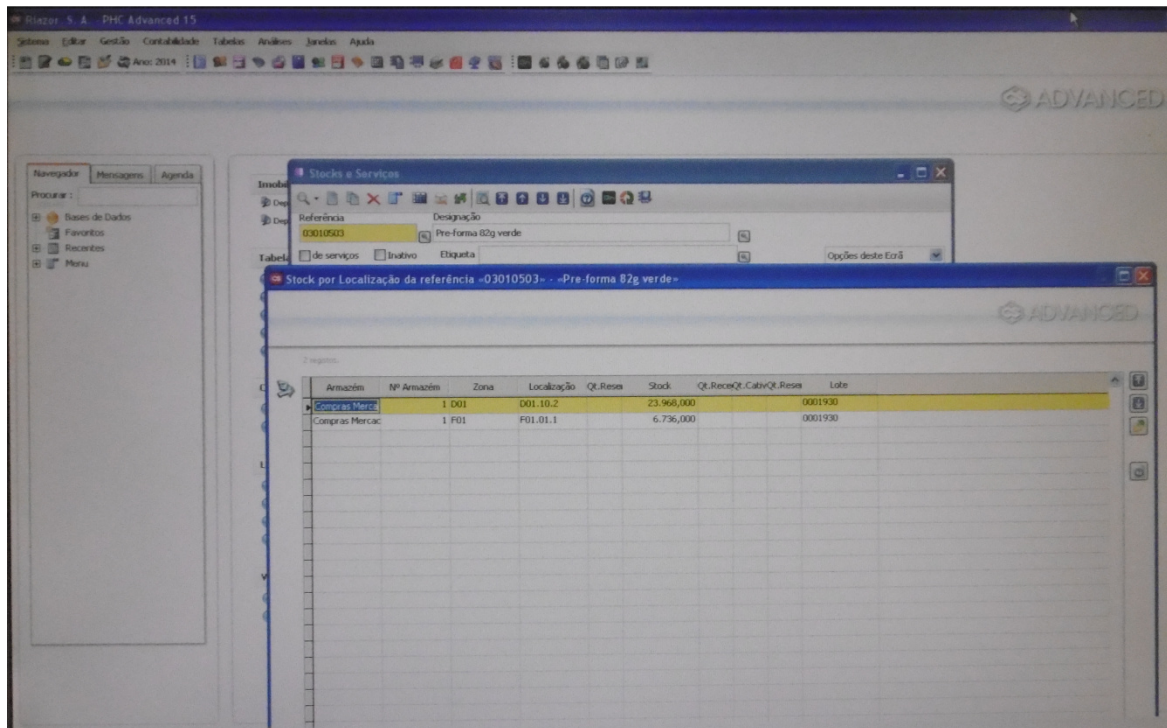 Riazor, S. A. - PHC Advanced 15
Sistema Editar Gestão Contabilidade Tabelas Análises Janelas Ajuda
Ano: 2014
ADVANCED
Navegador Mensagens Agenda
Procurar :
Bases de Dados
Favoritos
Recentes
Menu
Stocks e Serviços
Referência Designação
03010503 Pre-forma 82g verde
de serviços Inativo Etiqueta Opções deste Ecrã
Stock por Localização da referência «03010503» - «Pre-forma 82g verde»
ADVANCED
2 registos.
Armazém Nº Armazém Zona Localização Qt.Reser Stock Qt.Rece Qt.Cativ Qt.Reser Lote
Compras Merca 1 D01 D01.10.2 23.968,000 0001930
Compras Mercac 1 F01 F01.01.1 6.736,000 0001930